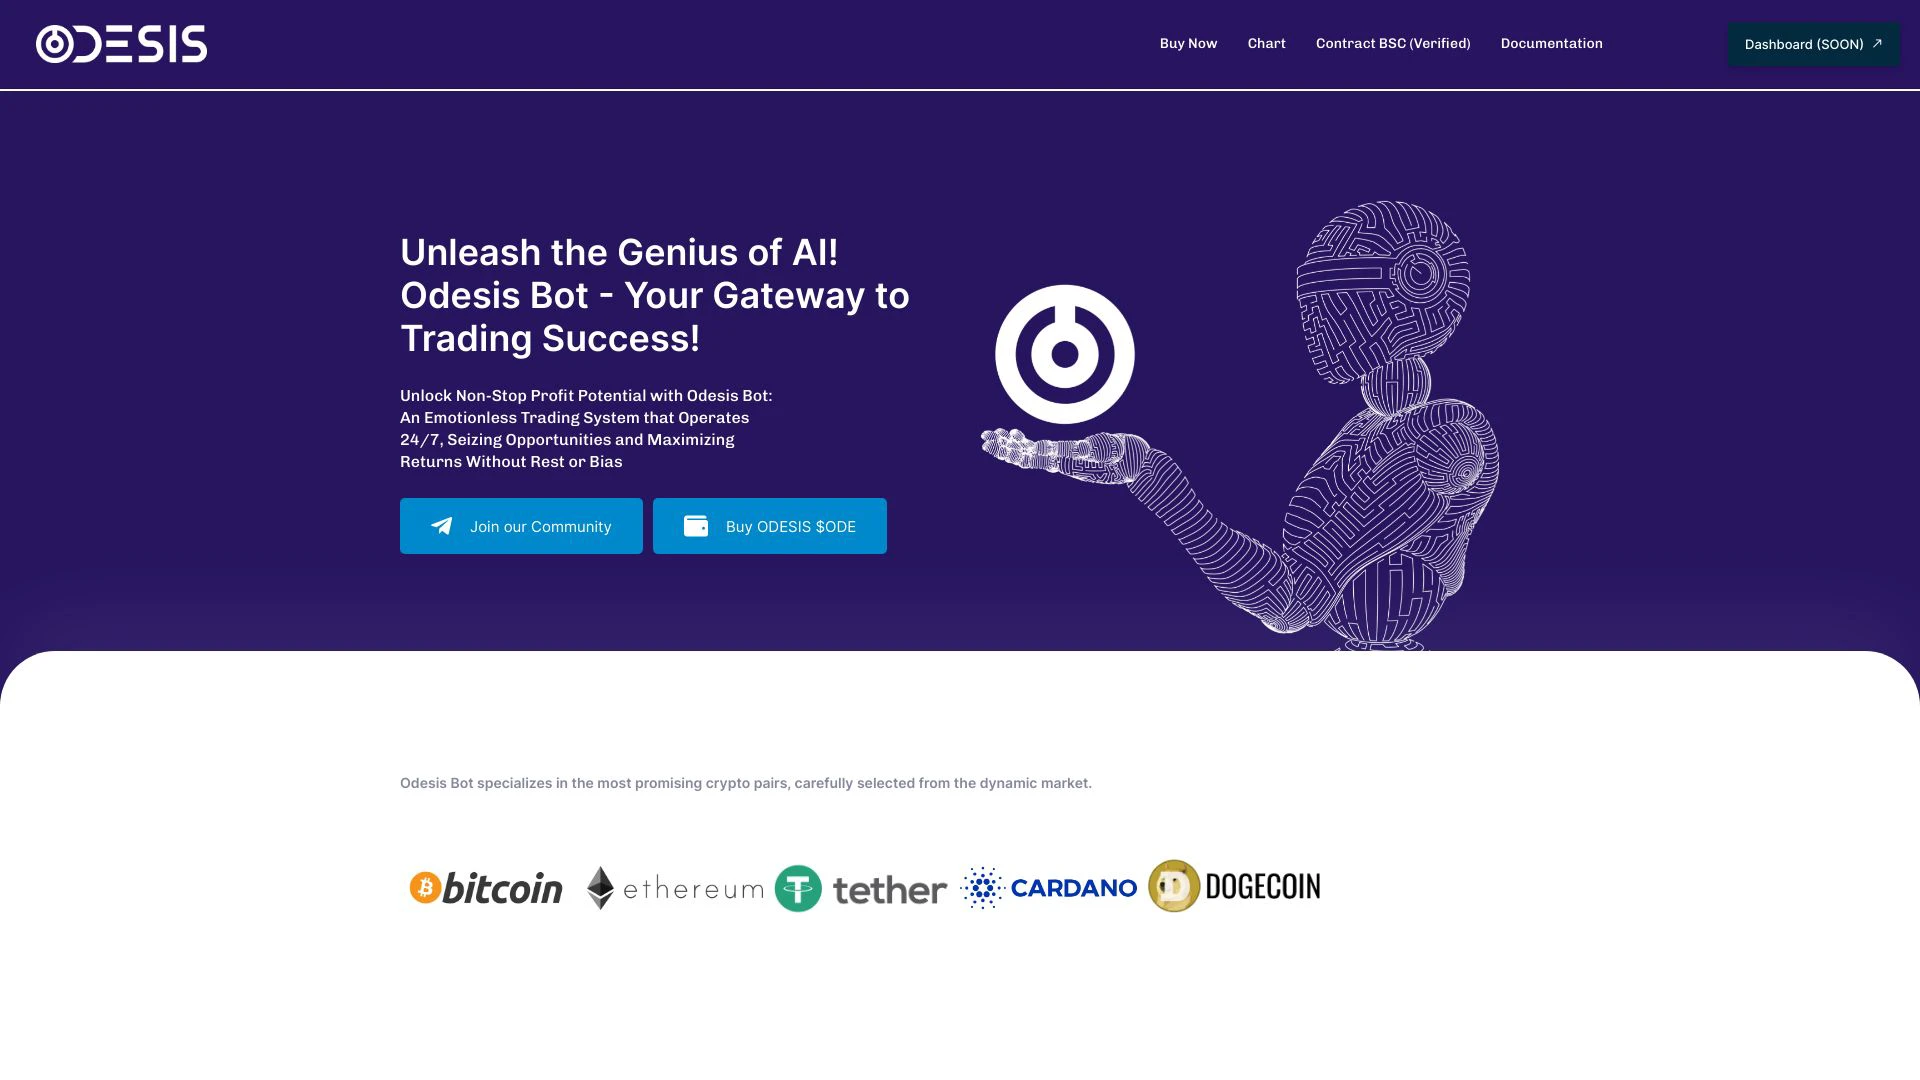 ODESIS
Buy Now
Chart
Contract BSC (Verified)
Documentation
Dashboard (SOON)
Unleash the Genius of AI!
Odesis Bot - Your Gateway to
Trading Success!
Unlock Non-Stop Profit Potential with Odesis Bot:
An Emotionless Trading System that Operates
24/7, Seizing Opportunities and Maximizing
Returns Without Rest or Bias
Join our Community
Buy ODESIS $ODE
Odesis Bot specializes in the most promising crypto pairs, carefully selected from the dynamic market.
bitcoin
ethereum
tether
CARDANO
DOGECOIN